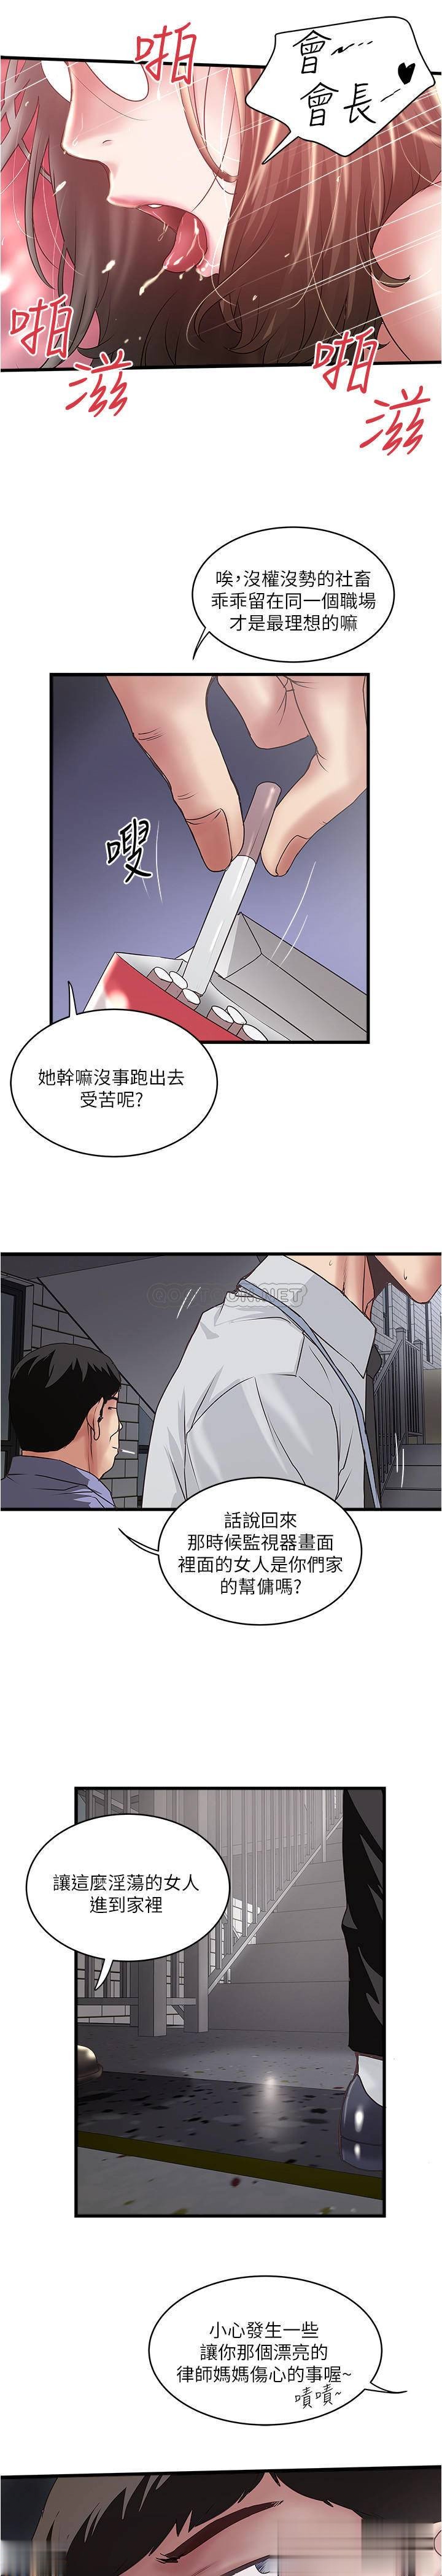 啪
會…
會長…♥
啪
滋
啪
滋
唉，沒權沒勢的社畜
乖乖留在同一個職場
才是最理想的嘛
嗖
她幹嘛沒事跑出去
受苦呢?
話說回來
那時候監視器畫面
裡面的女人是你們家
的幫傭嗎?
讓這麼淫蕩的女人
進到家裡
小心發生一些
讓你那個漂亮的
律師媽媽傷心的事喔~
嘖嘖~